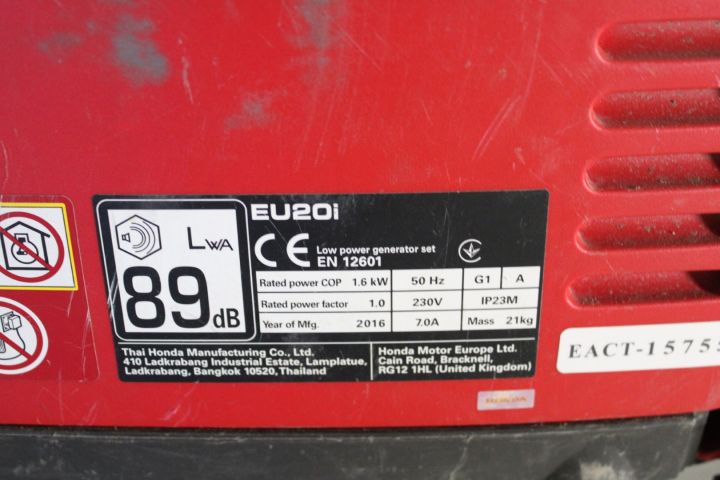 EU20i
LWA
89dB
CE Low power generator set
EN 12601
Rated power COP 1.6 kW 50 Hz G1 A
Rated power factor 1.0 230V IP23M
Year of Mfg. 2016 7.0A Mass 21kg
Thai Honda Manufacturing Co., Ltd.
410 Ladkrabang Industrial Estate, Lamplatue,
Ladkrabang, Bangkok 10520, Thailand
Honda Motor Europe Ltd.
Cain Road, Bracknell,
RG12 1HL (United Kingdom)
EACT-15755
HONDA